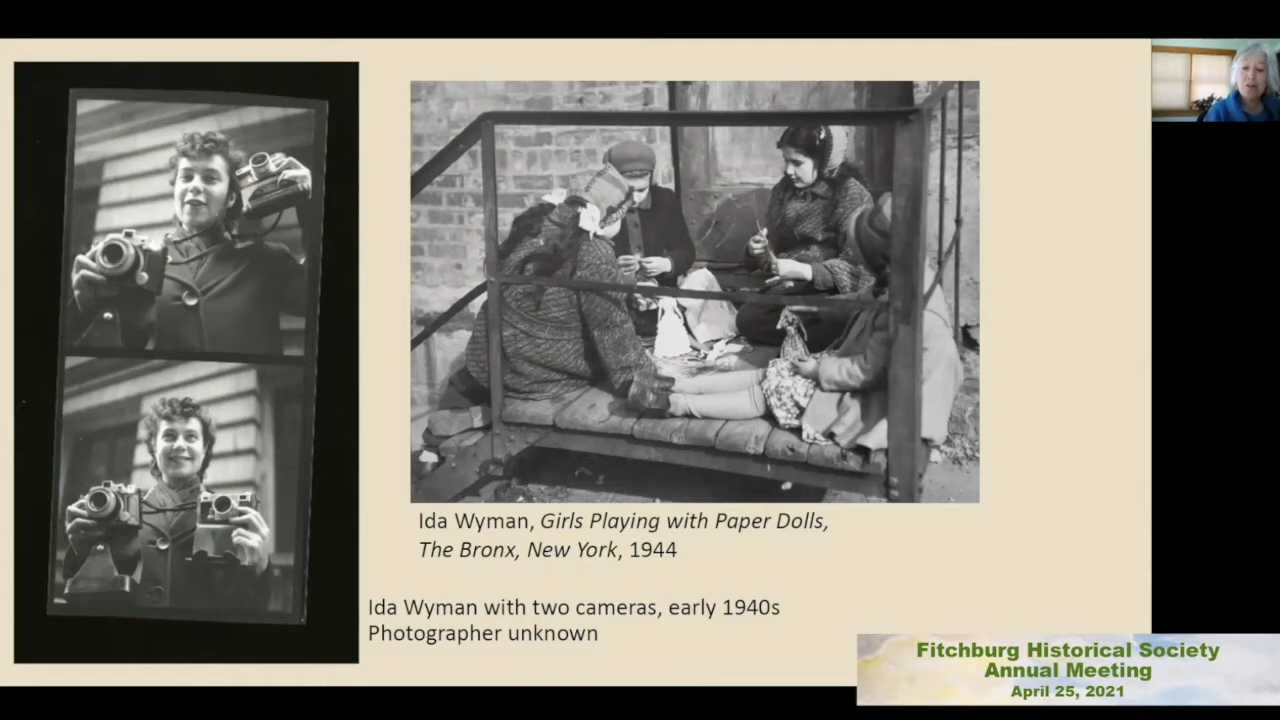 Ida Wyman, Girls Playing with Paper Dolls,
The Bronx, New York, 1944
Ida Wyman with two cameras, early 1940s
Photographer unknown
Fitchburg Historical Society
Annual Meeting
April 25, 2021